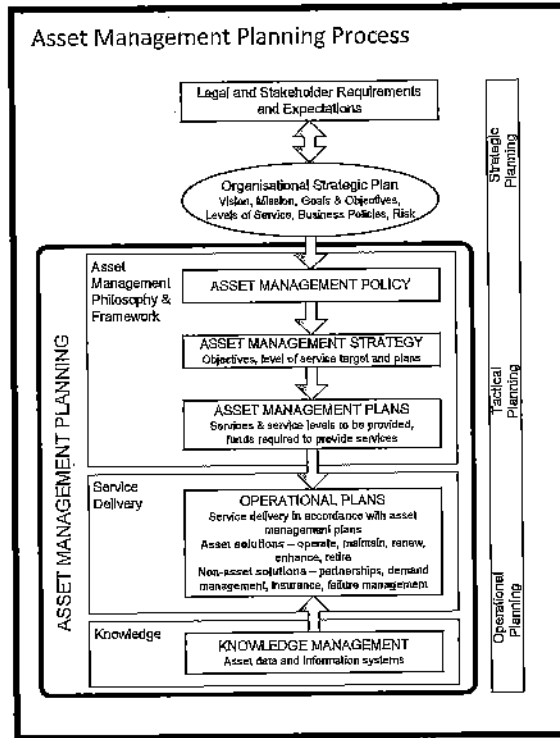 Asset Management Planning Process
Legal and Stakeholder Requirements
and Expectations
Organisational Strategic Plan
Vision, Mission, Goals & Objectives,
Levels of Service, Business Policies, Risk
Asset
Management
Philosophy &
Framework
ASSET MANAGEMENT POLICY
ASSET MANAGEMENT STRATEGY
Objectives, level of service target and plans
ASSET MANAGEMENT PLANS
Services & service levels to be provided,
funds required to provide services
Service
Delivery
OPERATIONAL PLANS
Service delivery in accordance with asset
management plans
Asset solutions – operate, maintain, renew,
enhance, retire
Non-asset solutions – partnerships, demand
management, insurance, failure management
Knowledge
KNOWLEDGE MANAGEMENT
Asset data and information systems
ASSET MANAGEMENT PLANNING
Strategic
Planning
Tactical
Planning
Operational
Planning